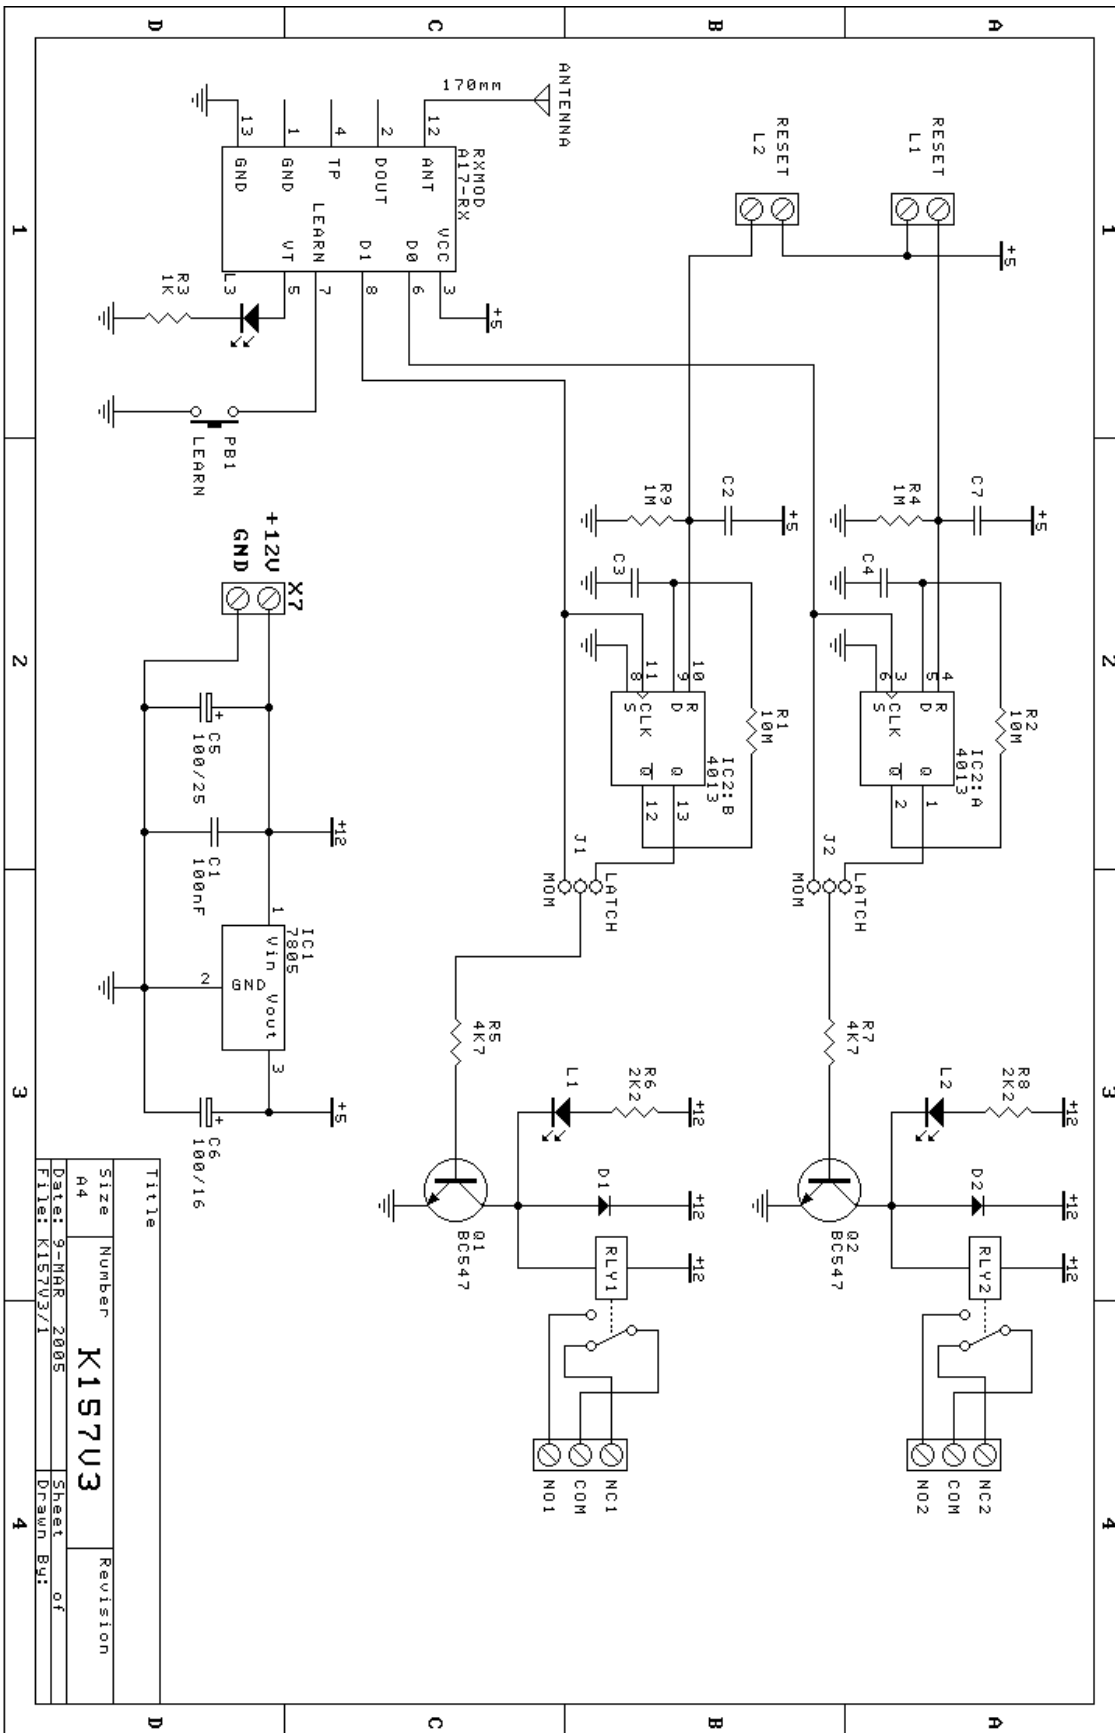 1
2
3
4
A
B
C
D
1
2
3
4
A
B
C
D
RESET
L1
+5
RESET
L2
ANTENNA
170mm
RXMOD
A17-RX
12
ANT
2
DOUT
4
TP
1
GND
13
GND
VCC
3
+5
D0
6
D1
8
LEARN
7
VT
5
L3
R3
1K
PB1
LEARN
C7
+5
R4
1M
C4
R2
10M
IC2:A
4013
4
R
5
D
3
CLK
6
S
Q
1
Q
2
J2
LATCH
MOM
R7
4K7
R8
2K2
+12
L2
D2
+12
RLY2
+12
Q2
BC547
NC2
COM
NO2
C2
+5
R9
1M
C3
R1
10M
IC2:B
4013
10
R
9
D
11
CLK
8
S
Q
13
Q
12
J1
LATCH
MOM
R5
4K7
R6
2K2
+12
L1
D1
+12
RLY1
+12
Q1
BC547
NC1
COM
NO1
X7
+12V
GND
C5
100/25
+
C1
100nF
+12
IC1
7805
1
Vin
Vout
3
2
GND
+5
C6
100/16
+
Title
Size
A4
Number
K157V3
Revision
Date: 9-MAR 2005
Sheet of
File: K157V3/1
Drawn By: